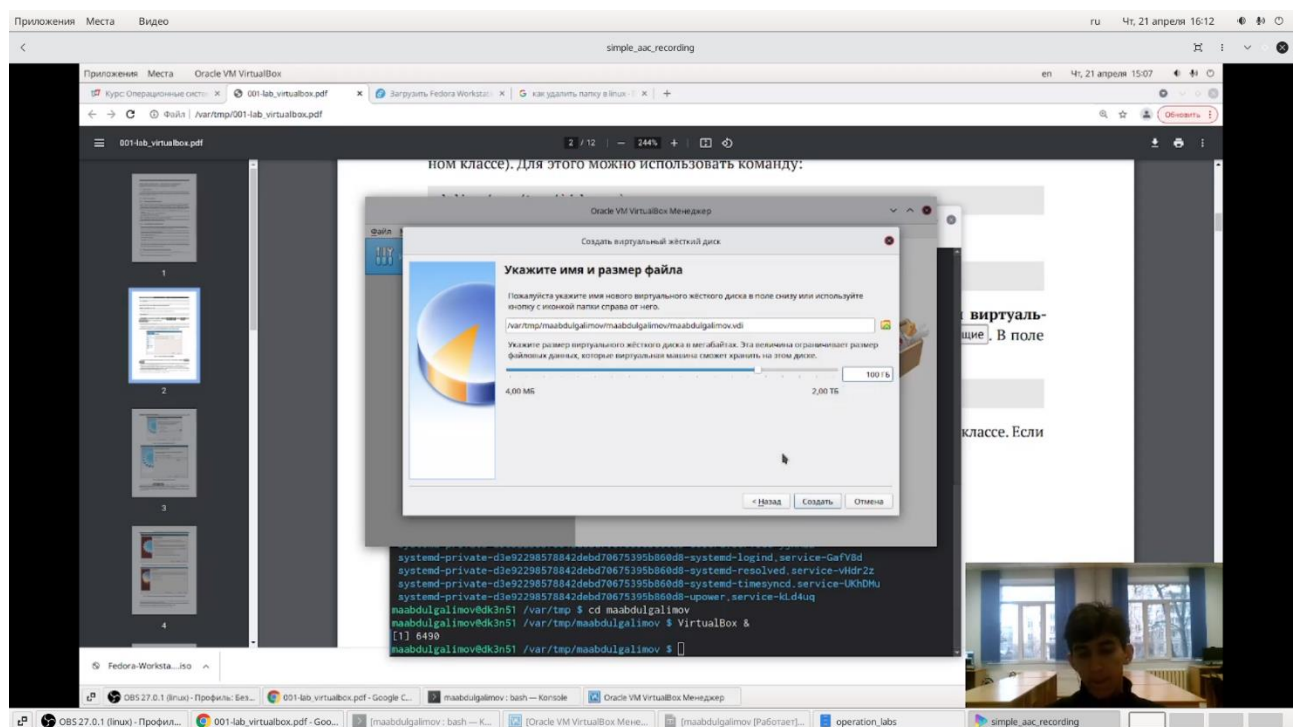 Приложения Места Видео
ru Чт, 21 апреля 16:12
simple_aac_recording
Приложения Места Oracle VM VirtualBox
en Чт, 21 апреля 15:07
Курс: Операционные систе
001-lab_virtualbox.pdf
Загрузить Fedora Workstati
как удалить папку в linux
Файл /var/tmp/001-lab_virtualbox.pdf
Обновить
001-lab_virtualbox.pdf
2 / 12 244%
1
2
3
4
ном классе). Для этого можно использовать команду:
Oracle VM VirtualBox Менеджер
Файл
Создать виртуальный жёсткий диск
Укажите имя и размер файла
Пожалуйста укажите имя нового виртуального жёсткого диска в поле снизу или используйте
кнопку с иконкой папки справа от него.
/var/tmp/maabdulgalimov/maabdulgalimov/maabdulgalimov.vdi
Укажите размер виртуального жёсткого диска в мегабайтах. Эта величина ограничивает размер
файловых данных, которые виртуальная машина сможет хранить на этом диске.
100 ГБ
4,00 МБ 2,00 ТБ
< Назад Создать Отмена
виртуаль-
щие . В поле
классе. Если
systemd-private-d3e92298578842debd70675395b860d8-systemd-logind.service-GafY8d
systemd-private-d3e92298578842debd70675395b860d8-systemd-resolved.service-vHdr2z
systemd-private-d3e92298578842debd70675395b860d8-systemd-timesyncd.service-UKhDMu
systemd-private-d3e92298578842debd70675395b860d8-upower.service-kLd4uq
maabdulgalimov@dk3n51 /var/tmp $ cd maabdulgalimov
maabdulgalimov@dk3n51 /var/tmp/maabdulgalimov $ VirtualBox &
[1] 6490
maabdulgalimov@dk3n51 /var/tmp/maabdulgalimov $
Fedora-Worksta....iso
OBS 27.0.1 (linux) - Профиль: Без...
001-lab_virtualbox.pdf - Google C...
maabdulgalimov : bash — Konsole
Oracle VM VirtualBox Менеджер
OBS 27.0.1 (linux) - Профил...
001-lab_virtualbox.pdf - Goo...
[maabdulgalimov : bash — K...
[Oracle VM VirtualBox Мене...
[maabdulgalimov [Работает]...
operation_labs
simple_aac_recording